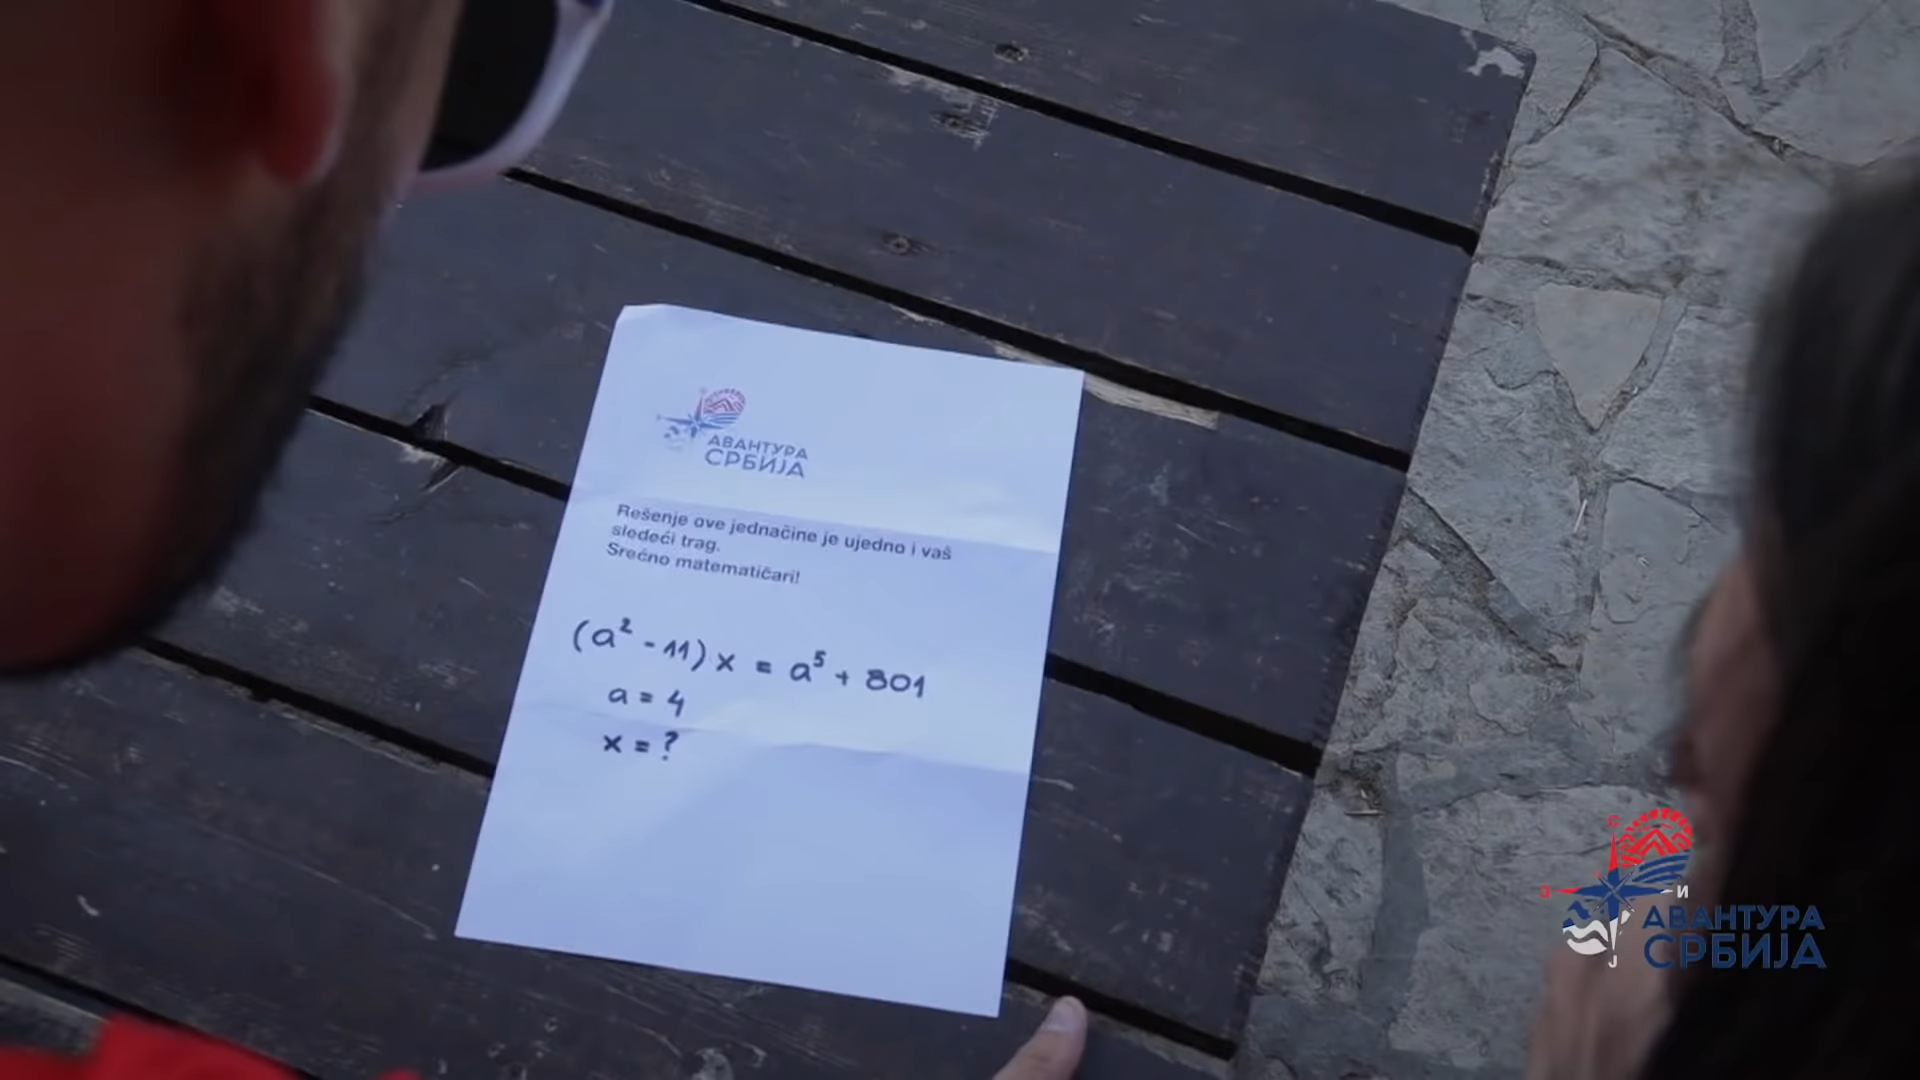 АВАНТУРА
СРБИЈА
Rešenje ove jednačine je ujedno i vaš
sledeći trag.
Srećno matematičari!
(a² - 11) x = a⁵ + 801
a = 4
x = ?
С
З И
Ј
АВАНТУРА
СРБИЈА